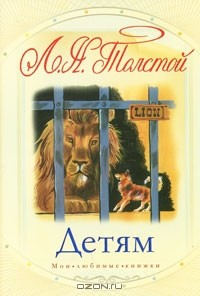 Л.Н. Толстой
LION
Детям
Мои • любимые • книжки
ozon.ru